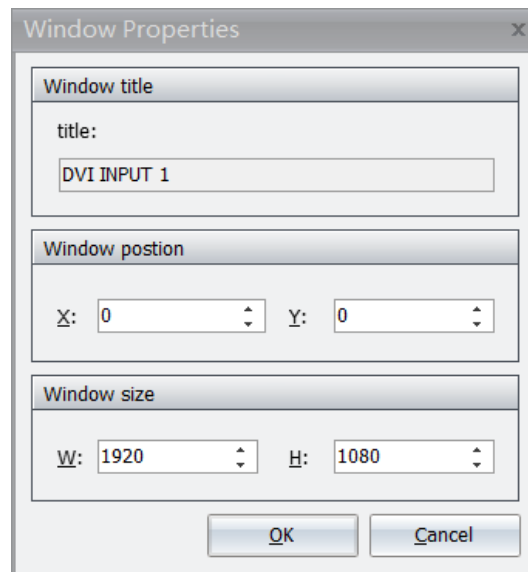 Window Properties x
Window title
title:
DVI INPUT 1
Window postion
X: 0 Y: 0
Window size
W: 1920 H: 1080
OK Cancel